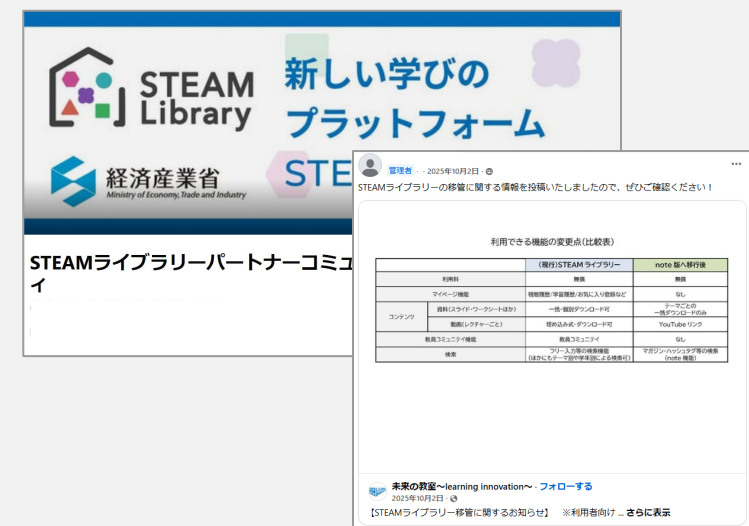 STEAM
Library
新しい学びの
プラットフォーム
STE
経済産業省
Ministry of Economy, Trade and Industry
STEAMライブラリーパートナーコミュ
イ
管理者 · · 2025年10月2日 ·
STEAMライブラリーの移管に関する情報を投稿いたしましたので、ぜひご確認ください！
利用できる機能の変更点(比較表)
(現行)STEAM ライブラリー note 版へ移行後
利用料 無償 無償
マイページ機能 視聴履歴/学習履歴/お気に入り登録など なし
コンテンツ 資料(スライド・ワークシートほか) 一括・個別ダウンロード可 テーマごとの
一括ダウンロードのみ
動画(レクチャーごと) 埋め込み式・ダウンロード可 YouTube リンク
教員コミュニティ機能 教員コミュニティ なし
検索 フリー入力等の検索機能
(ほかにもテーマ別や学年別による検索可) マガジン・ハッシュタグ等の検索
(note 機能)
未来の教室～learning innovation～ · フォローする
2025年10月2日 ·
【STEAMライブラリー移管に関するお知らせ】 ※利用者向け ... さらに表示